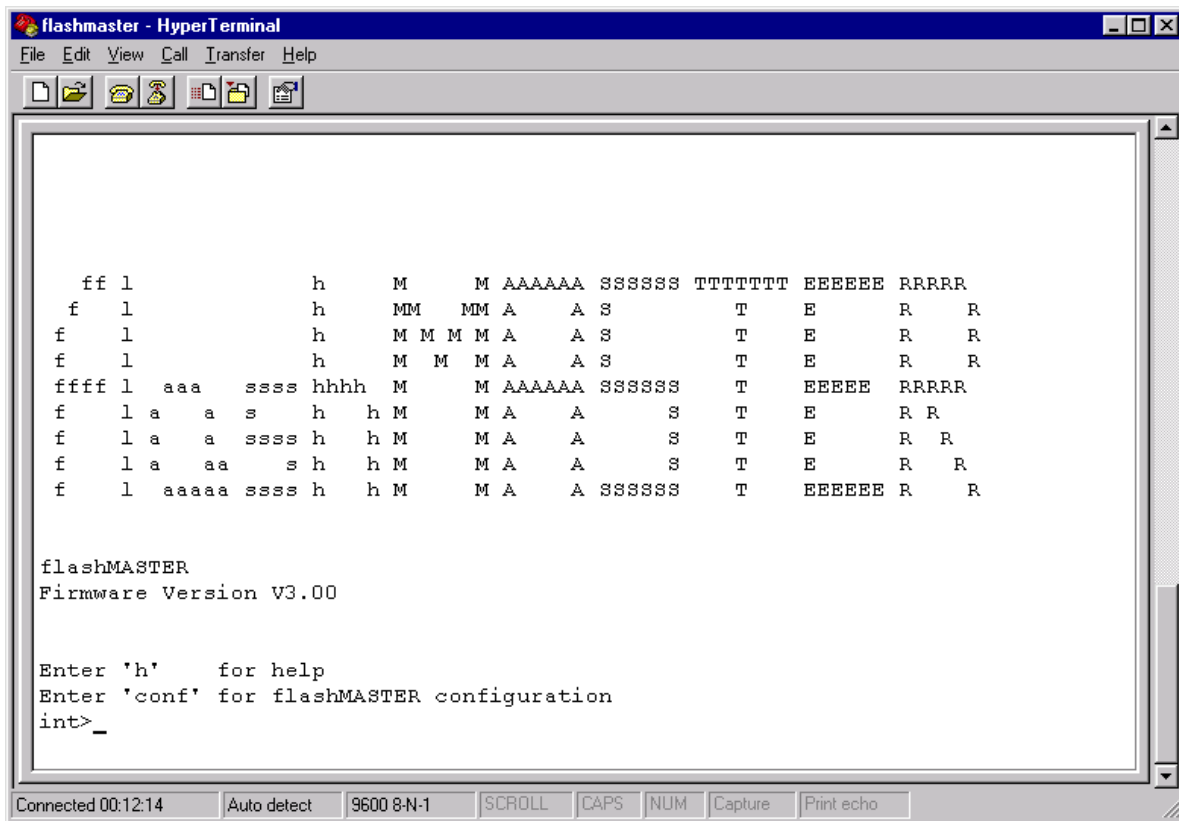 flashmaster - HyperTerminal
File Edit View Call Transfer Help
   ff l             h       M       M AAAAAA SSSSSS TTTTTTT EEEEEE RRRRR
  f   l             h       MM     MM A    A S         T    E      R    R
 f    l             h       M M M M A    A S         T    E      R    R
 f    l             h       M  M  M A    A S         T    E      R    R
 ffff l  aaa   ssss hhhh  M       M AAAAAA SSSSSS    T    EEEEE  RRRRR
 f    l a   a  s    h   h M       M A    A      S    T    E      R R
 f    l a   a  ssss h   h M       M A    A      S    T    E      R  R
 f    l a   aa    s h   h M       M A    A      S    T    E      R   R
 f    l  aaaaa ssss h   h M       M A    A SSSSSS    T    EEEEEE R    R
flashMASTER
Firmware Version V3.00
Enter 'h'    for help
Enter 'conf' for flashMASTER configuration
int>_
Connected 00:12:14 Auto detect 9600 8-N-1 SCROLL CAPS NUM Capture Print echo